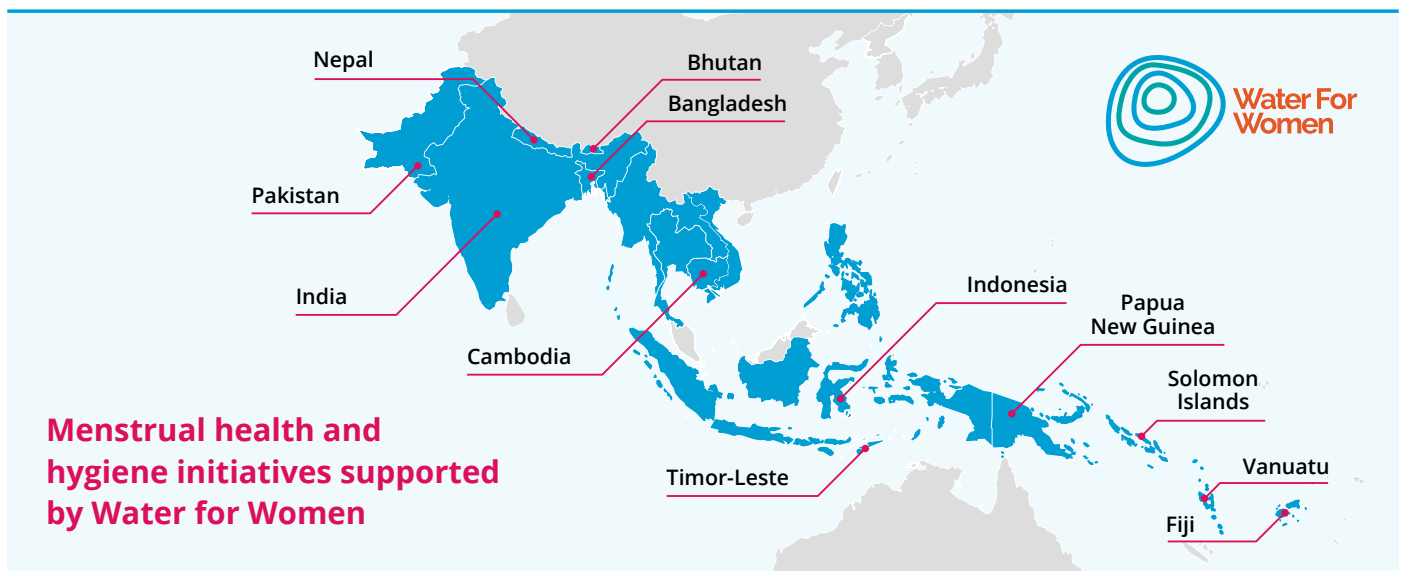 Nepal
Bhutan
Bangladesh
Water For
Women
Pakistan
India
Cambodia
Indonesia
Papua
New Guinea
Solomon
Islands
Timor-Leste
Vanuatu
Fiji
Menstrual health and
hygiene initiatives supported
by Water for Women